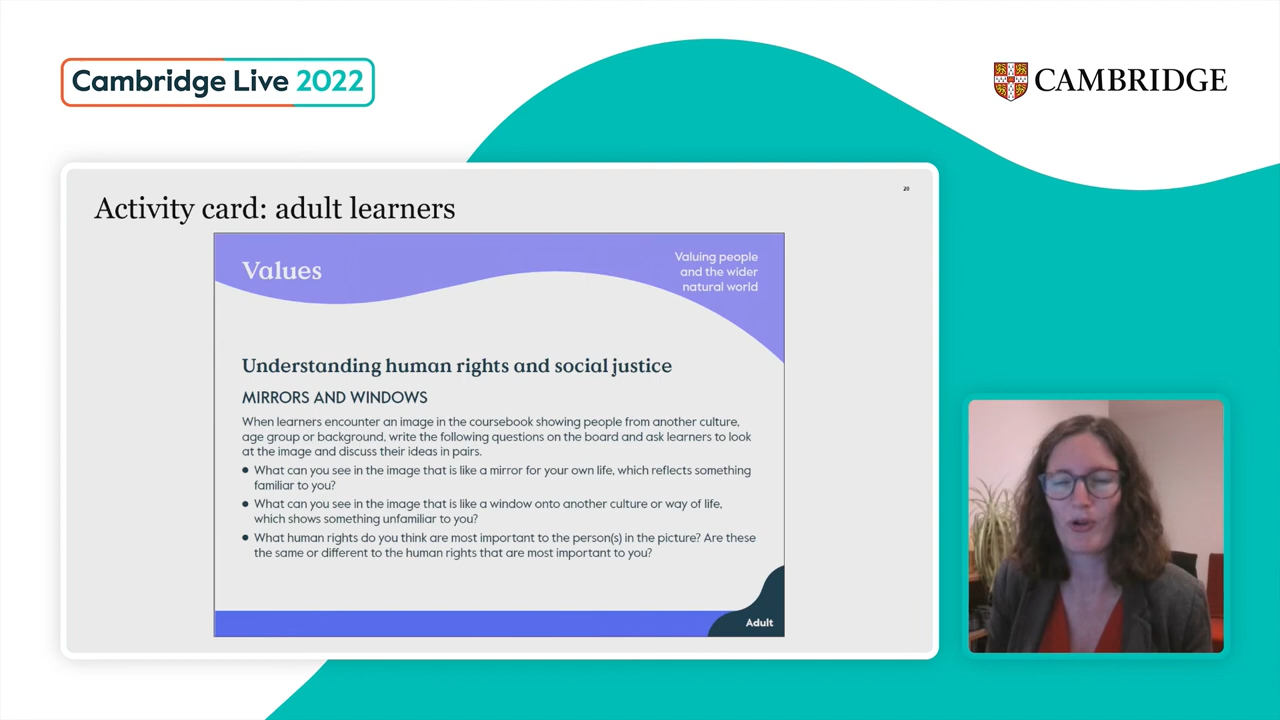 Cambridge Live 2022
CAMBRIDGE
20
Activity card: adult learners
Values
Valuing people
and the wider
natural world
Understanding human rights and social justice
MIRRORS AND WINDOWS
When learners encounter an image in the coursebook showing people from another culture,
age group or background, write the following questions on the board and ask learners to look
at the image and discuss their ideas in pairs.
● What can you see in the image that is like a mirror for your own life, which reflects something
familiar to you?
● What can you see in the image that is like a window onto another culture or way of life,
which shows something unfamiliar to you?
● What human rights do you think are most important to the person(s) in the picture? Are these
the same or different to the human rights that are most important to you?
Adult